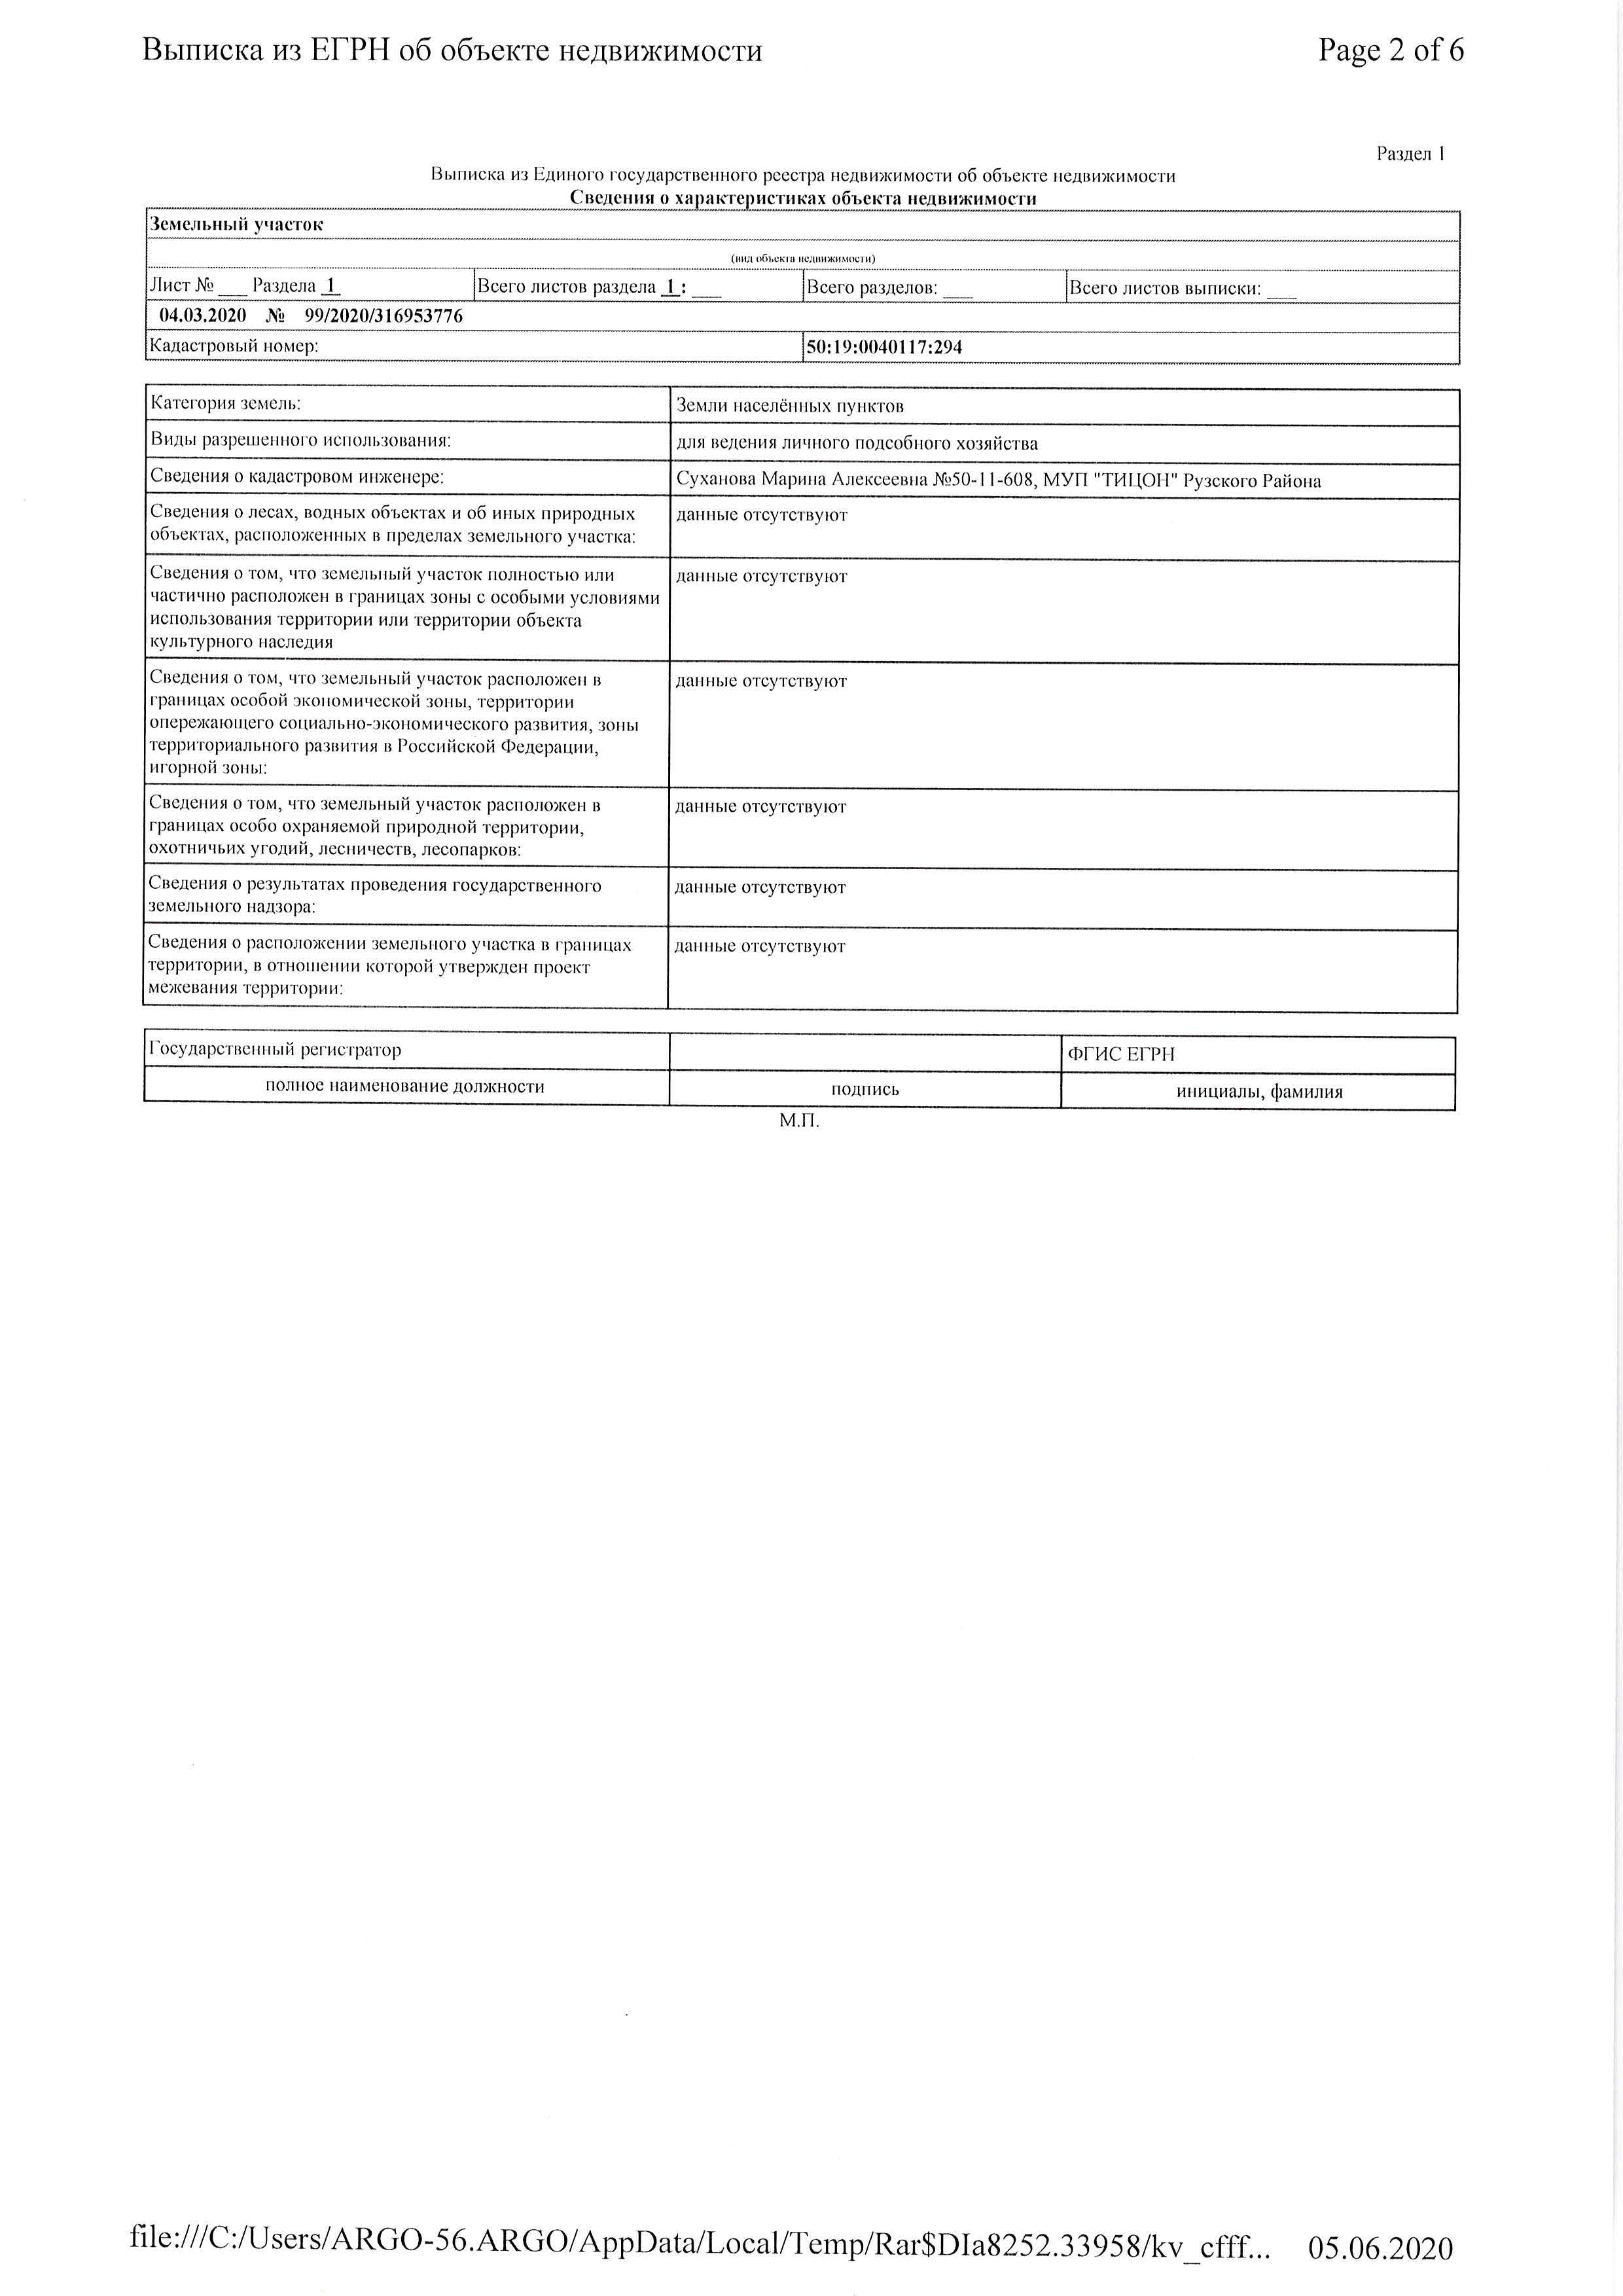 Выписка из ЕГРН об объекте недвижимости Page 2 of 6
Раздел 1
Выписка из Единого государственного реестра недвижимости об объекте недвижимости
Сведения о характеристиках объекта недвижимости
Земельный участок
(вид объекта недвижимости)
Лист № ___ Раздела 1 Всего листов раздела 1 : ___ Всего разделов: ___ Всего листов выписки: ___
04.03.2020 № 99/2020/316953776
Кадастровый номер: 50:19:0040117:294
Категория земель: Земли населённых пунктов
Виды разрешенного использования: для ведения личного подсобного хозяйства
Сведения о кадастровом инженере: Суханова Марина Алексеевна №50-11-608, МУП "ТИЦОН" Рузского Района
Сведения о лесах, водных объектах и об иных природных данные отсутствуют
объектах, расположенных в пределах земельного участка:
Сведения о том, что земельный участок полностью или данные отсутствуют
частично расположен в границах зоны с особыми условиями
использования территории или территории объекта
культурного наследия
Сведения о том, что земельный участок расположен в данные отсутствуют
границах особой экономической зоны, территории
опережающего социально-экономического развития, зоны
территориального развития в Российской Федерации,
игорной зоны:
Сведения о том, что земельный участок расположен в данные отсутствуют
границах особо охраняемой природной территории,
охотничьих угодий, лесничеств, лесопарков:
Сведения о результатах проведения государственного данные отсутствуют
земельного надзора:
Сведения о расположении земельного участка в границах данные отсутствуют
территории, в отношении которой утвержден проект
межевания территории:
Государственный регистратор ФГИС ЕГРН
полное наименование должности подпись инициалы, фамилия
М.П.
file:///C:/Users/ARGO-56.ARGO/AppData/Local/Temp/Rar$DIa8252.33958/kv_cfff... 05.06.2020